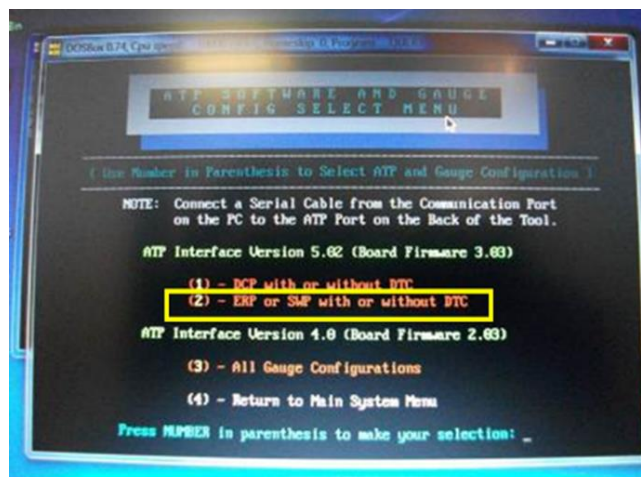 DOSBox 0.74, Cpu speed:
ATP SOFTWARE AND GAUGE
CONFIG SELECT MENU
( Use Number in Parenthesis to Select ATP and Gauge Configuration )
NOTE: Connect a Serial Cable from the Communication Port
on the PC to the ATP Port on the Back of the Tool.
ATP Interface Version 5.02 (Board Firmware 3.03)
(1) - DCP with or without DTC
(2) - ERP or SWP with or without DTC
ATP Interface Version 4.0 (Board Firmware 2.03)
(3) - All Gauge Configurations
(4) - Return to Main System Menu
Press NUMBER in parenthesis to make your selection: _